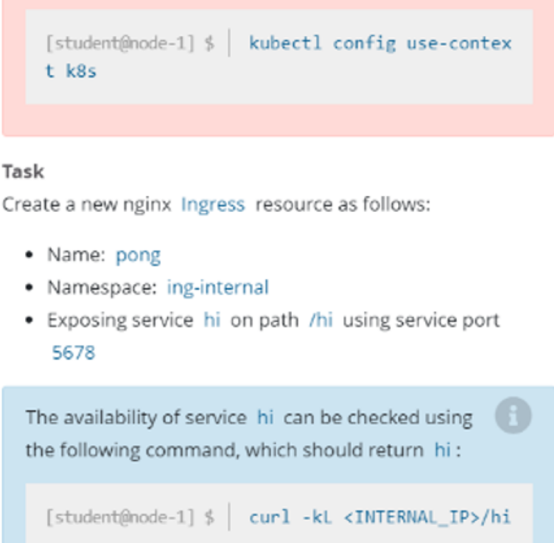 [student@node-1] $ | kubectl config use-contex
t k8s
Task
Create a new nginx Ingress resource as follows:
• Name: pong
• Namespace: ing-internal
• Exposing service hi on path /hi using service port
5678
The availability of service hi can be checked using
the following command, which should return hi :
[student@node-1] $ | curl -kL <INTERNAL_IP>/hi